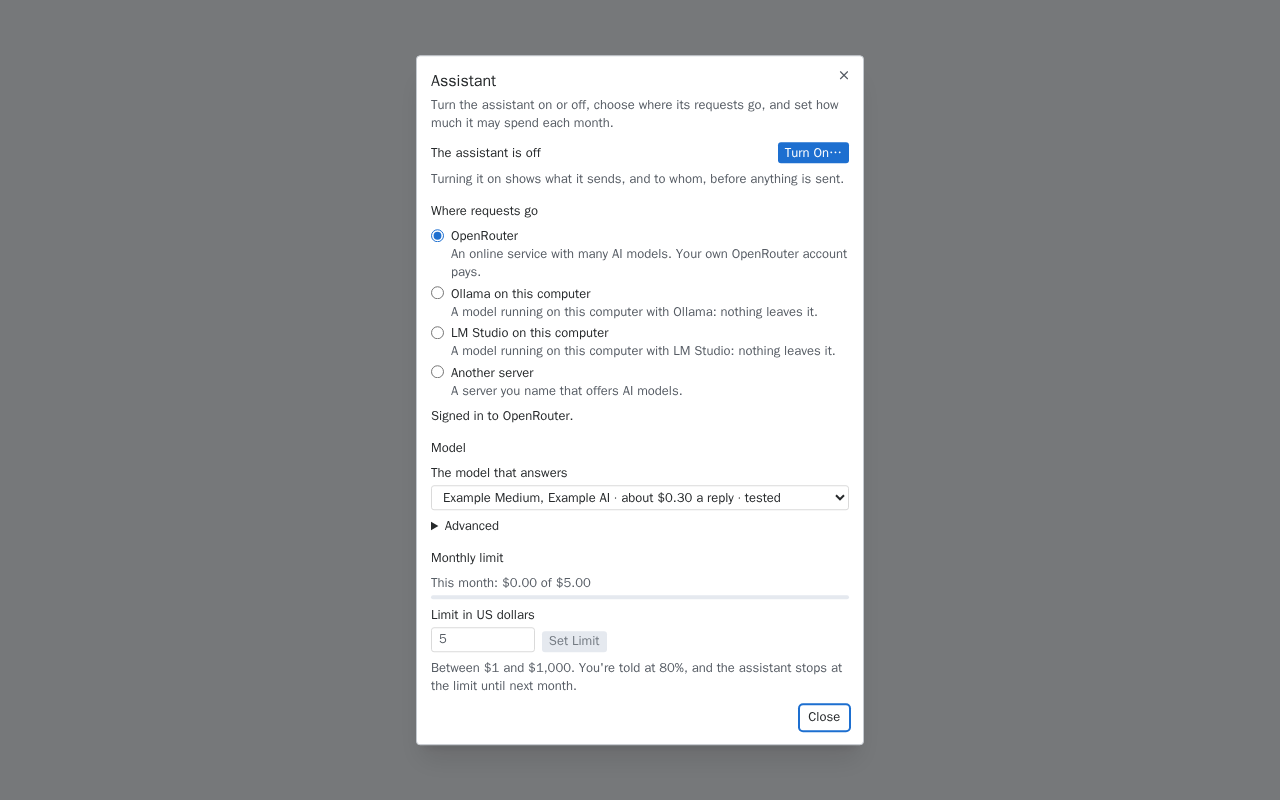 Assistant
×
Turn the assistant on or off, choose where its requests go, and set how
much it may spend each month.
The assistant is off
Turn On…
Turning it on shows what it sends, and to whom, before anything is sent.
Where requests go
OpenRouter
An online service with many AI models. Your own OpenRouter account
pays.
Ollama on this computer
A model running on this computer with Ollama: nothing leaves it.
LM Studio on this computer
A model running on this computer with LM Studio: nothing leaves it.
Another server
A server you name that offers AI models.
Signed in to OpenRouter.
Model
The model that answers
Example Medium, Example AI · about $0.30 a reply · tested
Advanced
Monthly limit
This month: $0.00 of $5.00
Limit in US dollars
5
Set Limit
Between $1 and $1,000. You're told at 80%, and the assistant stops at
the limit until next month.
Close